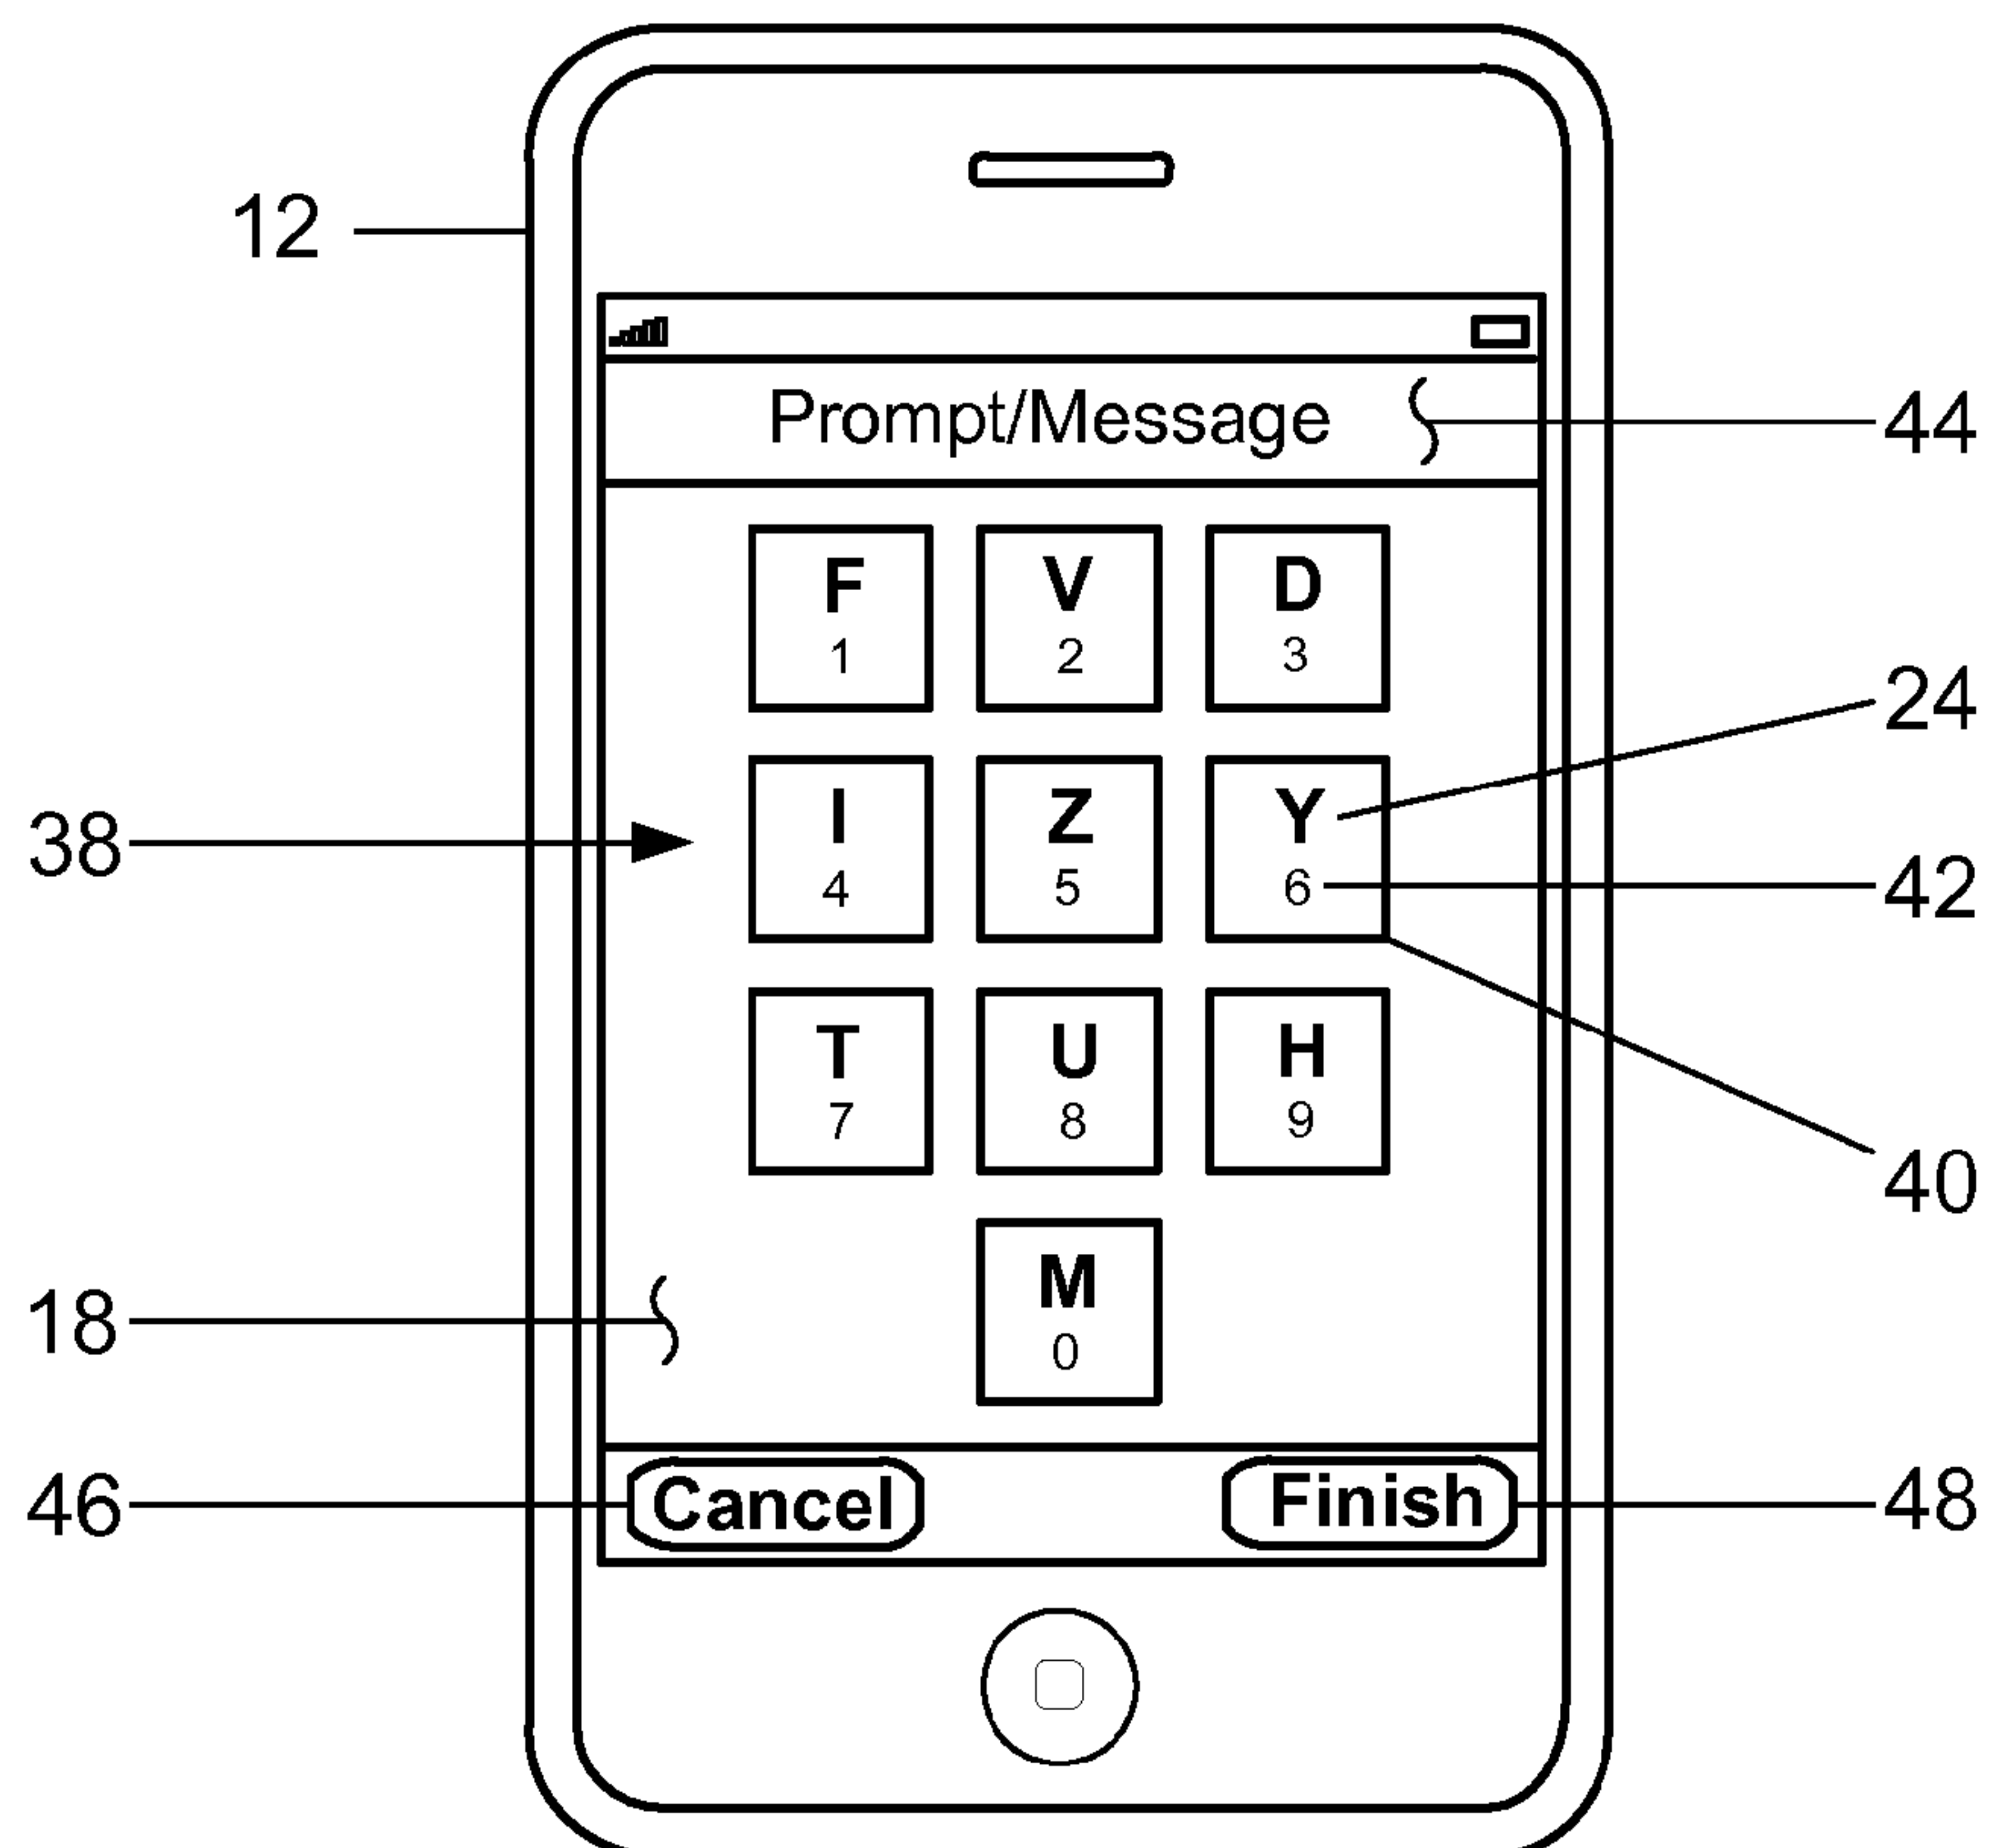 12
Prompt/Message 44
F V D
1 2 3
24
38 I Z Y
4 5 6 42
T U H
7 8 9
40
M
18 0
46 Cancel Finish 48